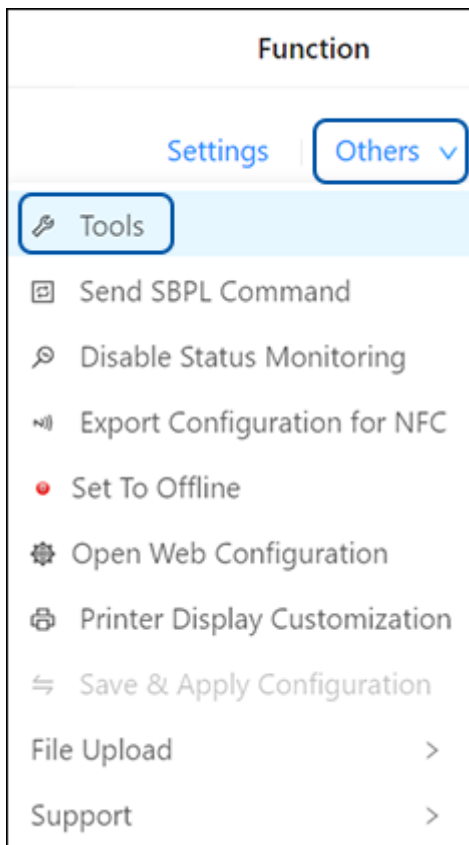 Function
Settings Others
Tools
Send SBPL Command
Disable Status Monitoring
Export Configuration for NFC
Set To Offline
Open Web Configuration
Printer Display Customization
Save & Apply Configuration
File Upload
Support